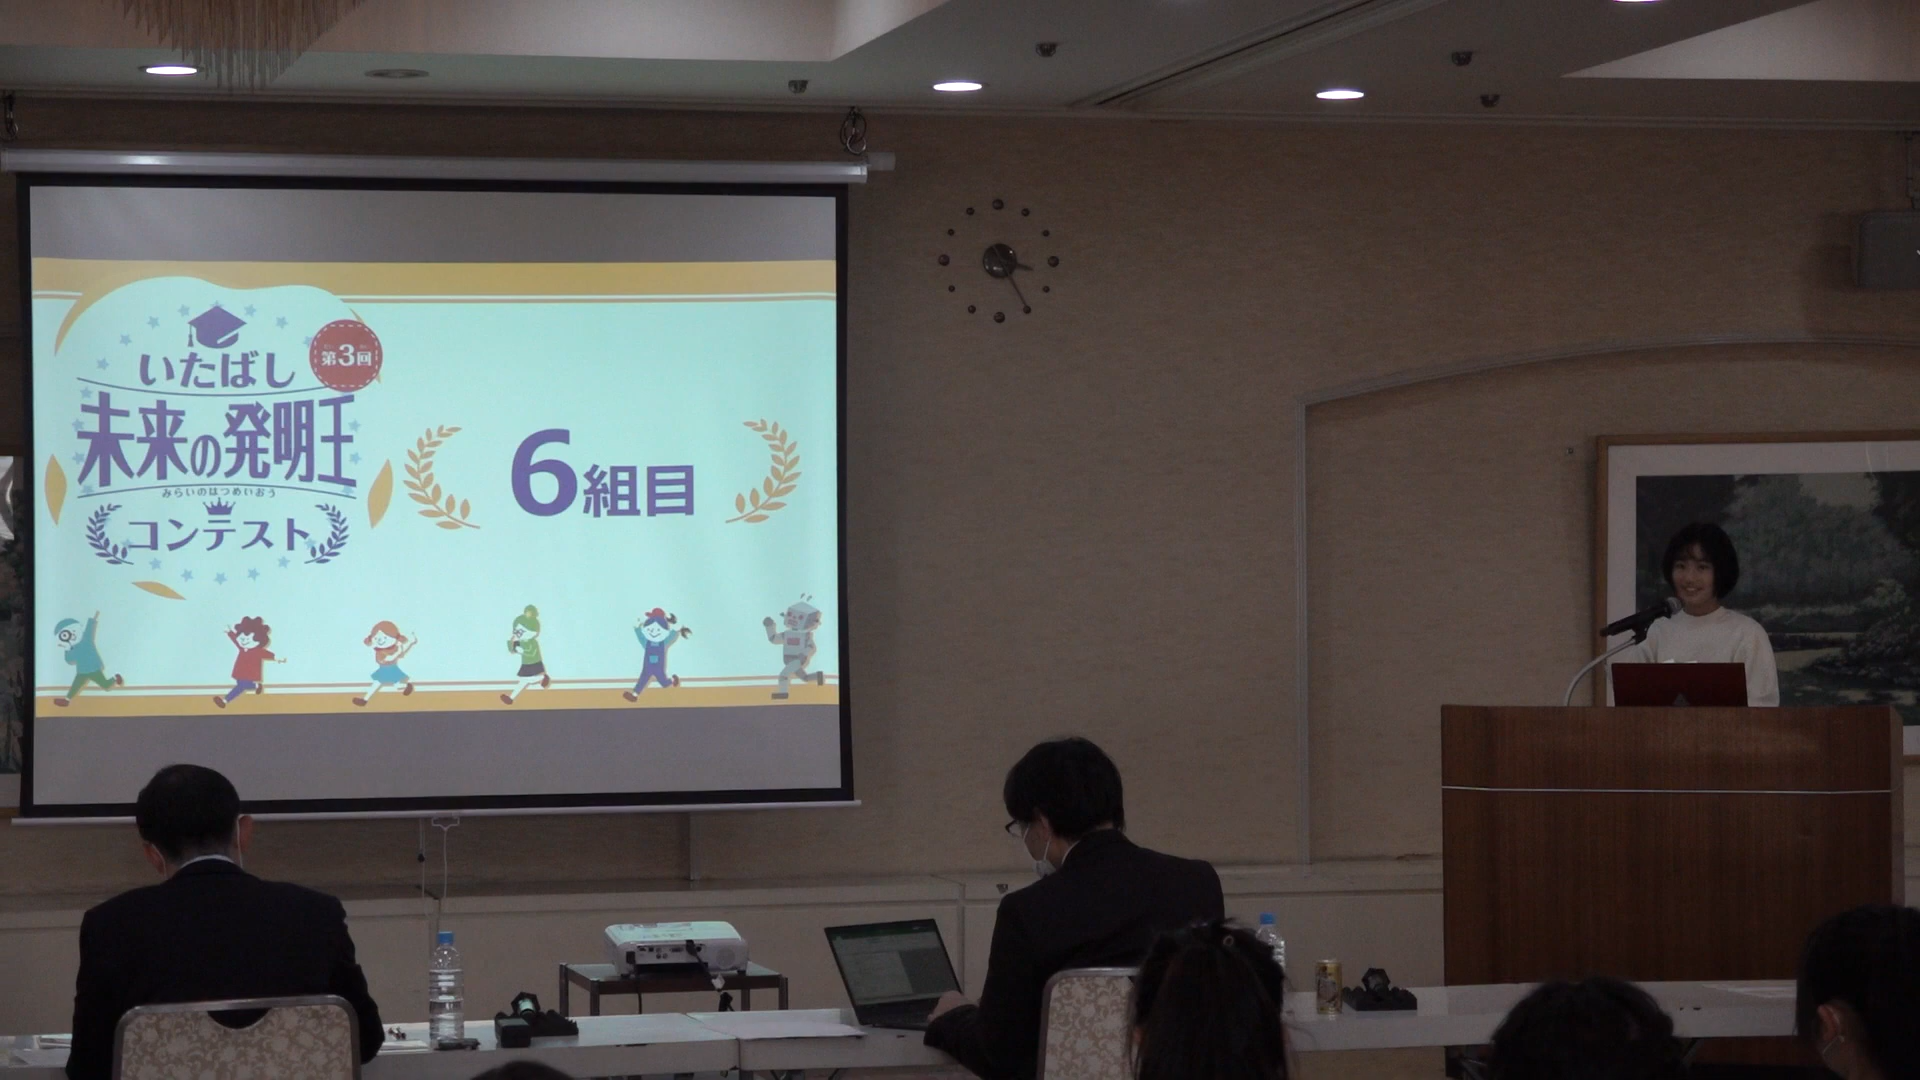 いたばし
第3回
未来の発明王
みらいのはつめいおう
コンテスト
6組目